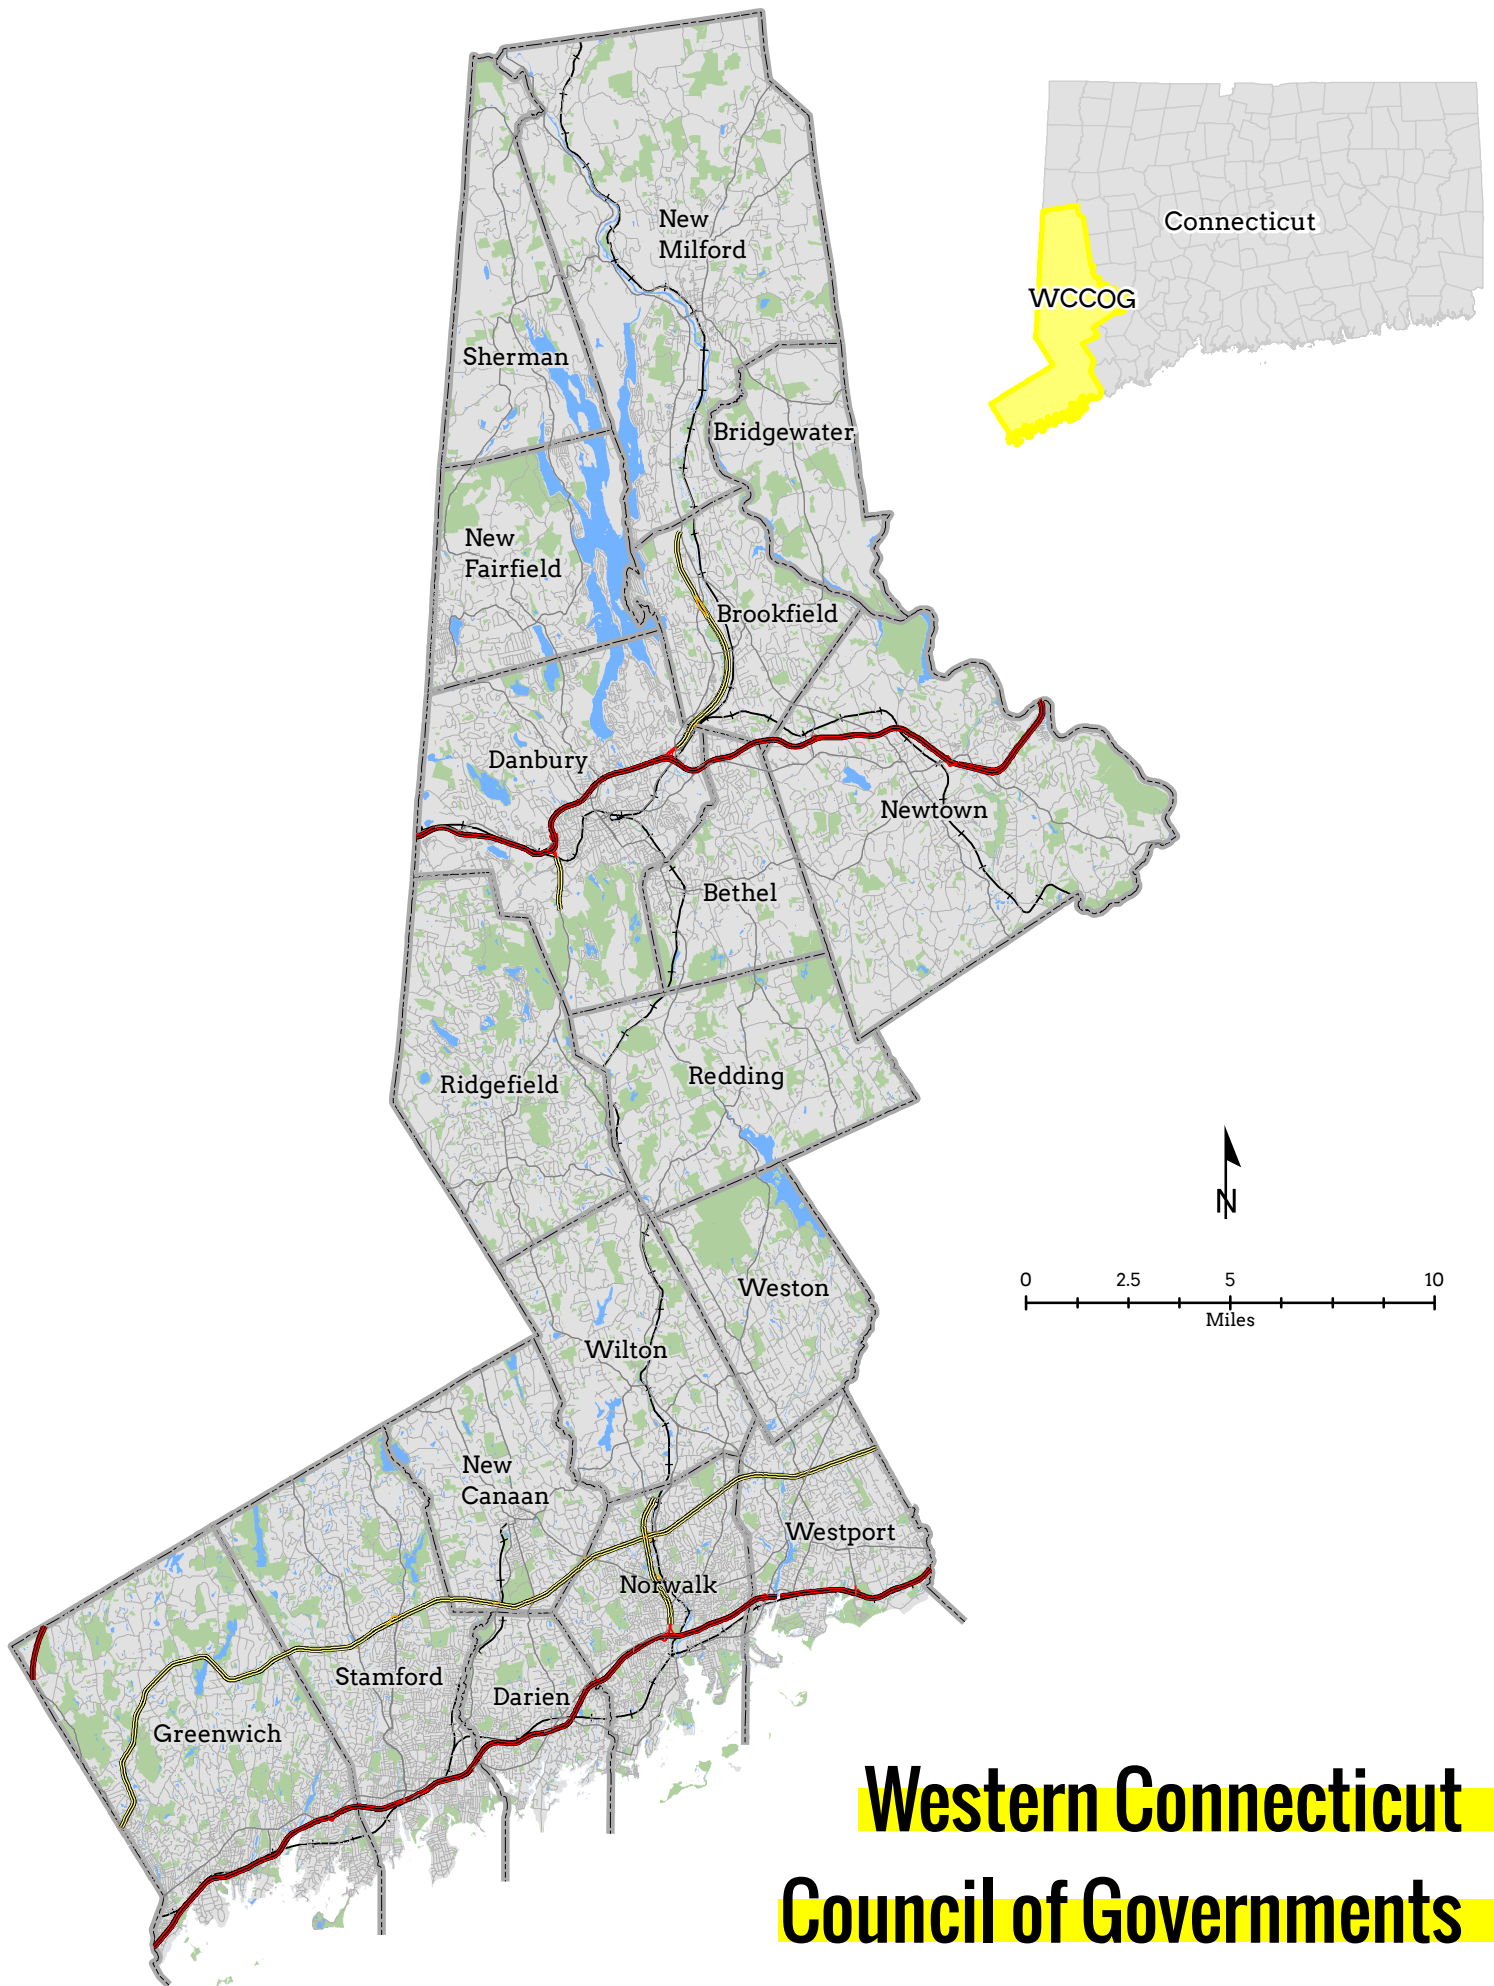 New
Milford
Connecticut
WCCOG
Sherman
Bridgewater
New
Fairfield
Brookfield
Danbury
Newtown
Bethel
Ridgefield
Redding
N
0 2.5 5 10
Miles
Weston
Wilton
New
Canaan
Westport
Norwalk
Stamford
Darien
Greenwich
Western Connecticut
Council of Governments